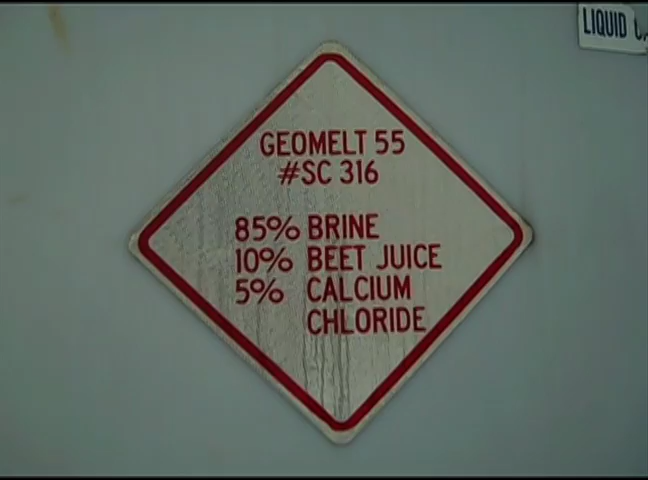 LIQUID
GEOMELT 55
#SC 316
85% BRINE
10% BEET JUICE
5% CALCIUM
CHLORIDE